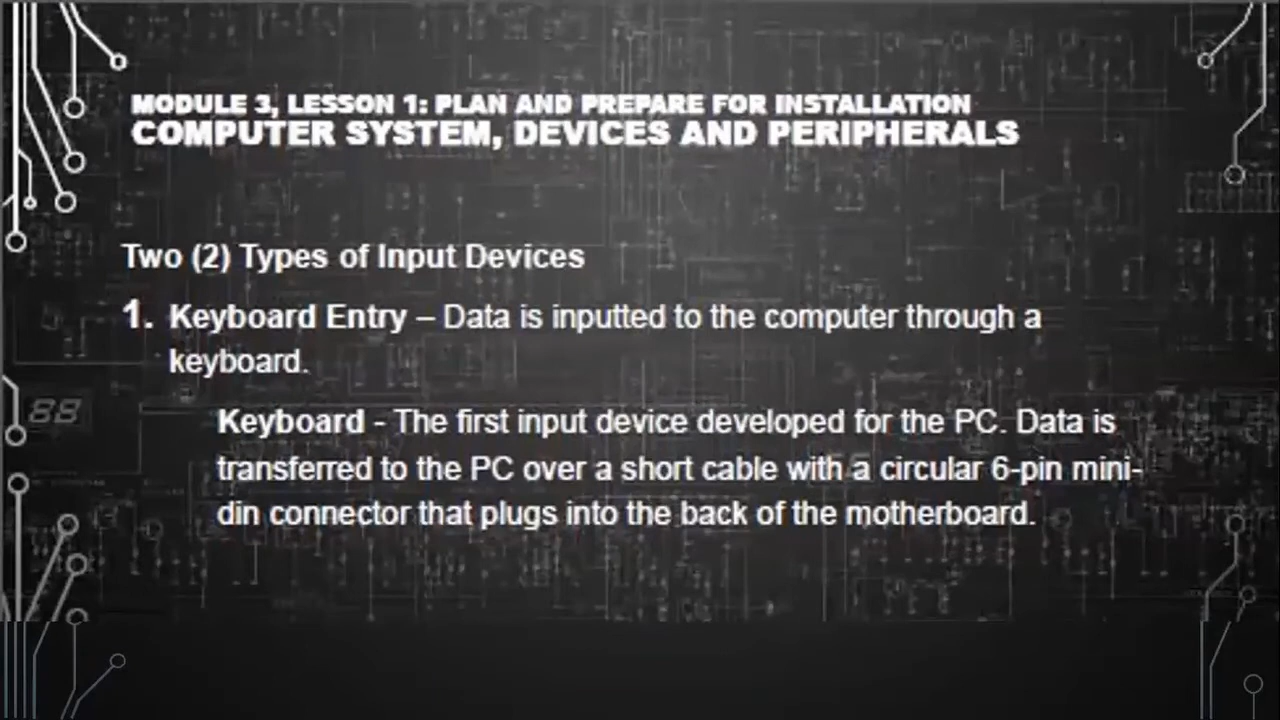 MODULE 3, LESSON 1: PLAN AND PREPARE FOR INSTALLATION
COMPUTER SYSTEM, DEVICES AND PERIPHERALS
Two (2) Types of Input Devices
1. Keyboard Entry – Data is inputted to the computer through a
keyboard.
Keyboard - The first input device developed for the PC. Data is
transferred to the PC over a short cable with a circular 6-pin mini-
din connector that plugs into the back of the motherboard.
88